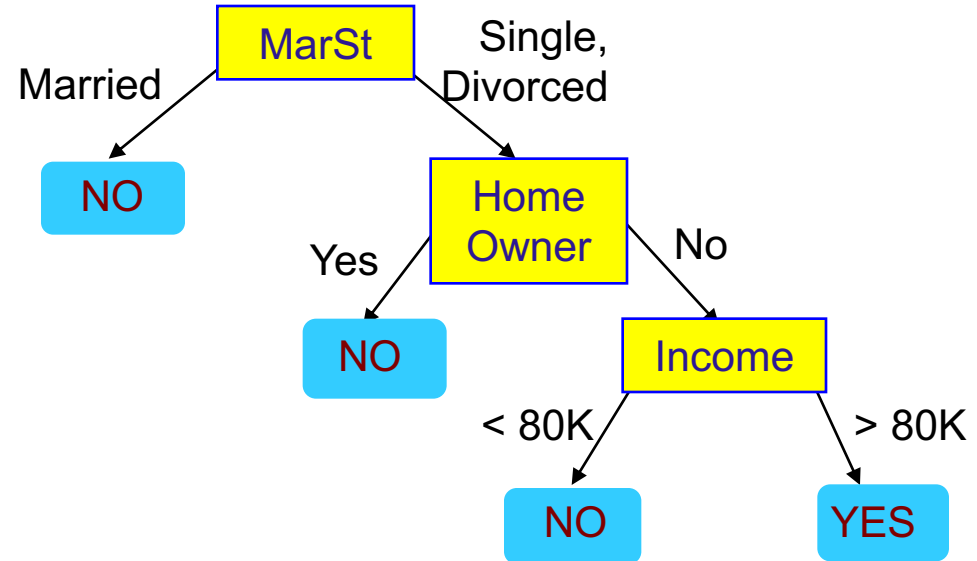 MarSt
Single,
Divorced
Married
NO
Home
Owner
Yes
No
NO
Income
< 80K
> 80K
NO
YES